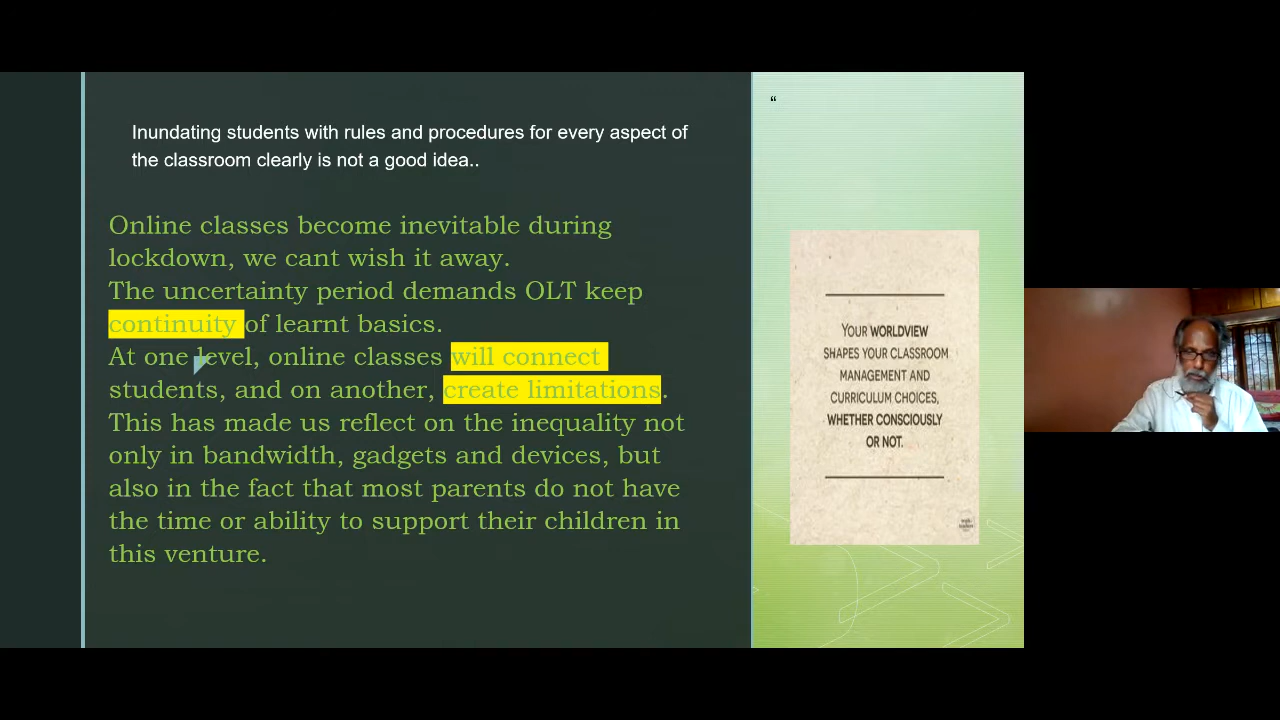 “
Inundating students with rules and procedures for every aspect of
the classroom clearly is not a good idea..
Online classes become inevitable during
lockdown, we cant wish it away.
The uncertainty period demands OLT keep
continuity of learnt basics.
At one level, online classes will connect
students, and on another, create limitations.
This has made us reflect on the inequality not
only in bandwidth, gadgets and devices, but
also in the fact that most parents do not have
the time or ability to support their children in
this venture.
YOUR WORLDVIEW
SHAPES YOUR CLASSROOM
MANAGEMENT AND
CURRICULUM CHOICES,
WHETHER CONSCIOUSLY
OR NOT.